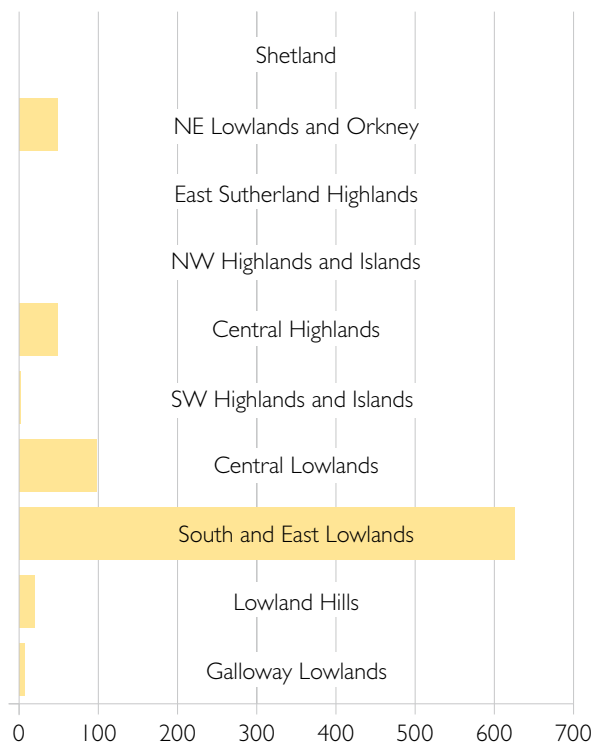 Shetland
NE Lowlands and Orkney
East Sutherland Highlands
NW Highlands and Islands
Central Highlands
SW Highlands and Islands
Central Lowlands
South and East Lowlands
Lowland Hills
Galloway Lowlands
0 100 200 300 400 500 600 700